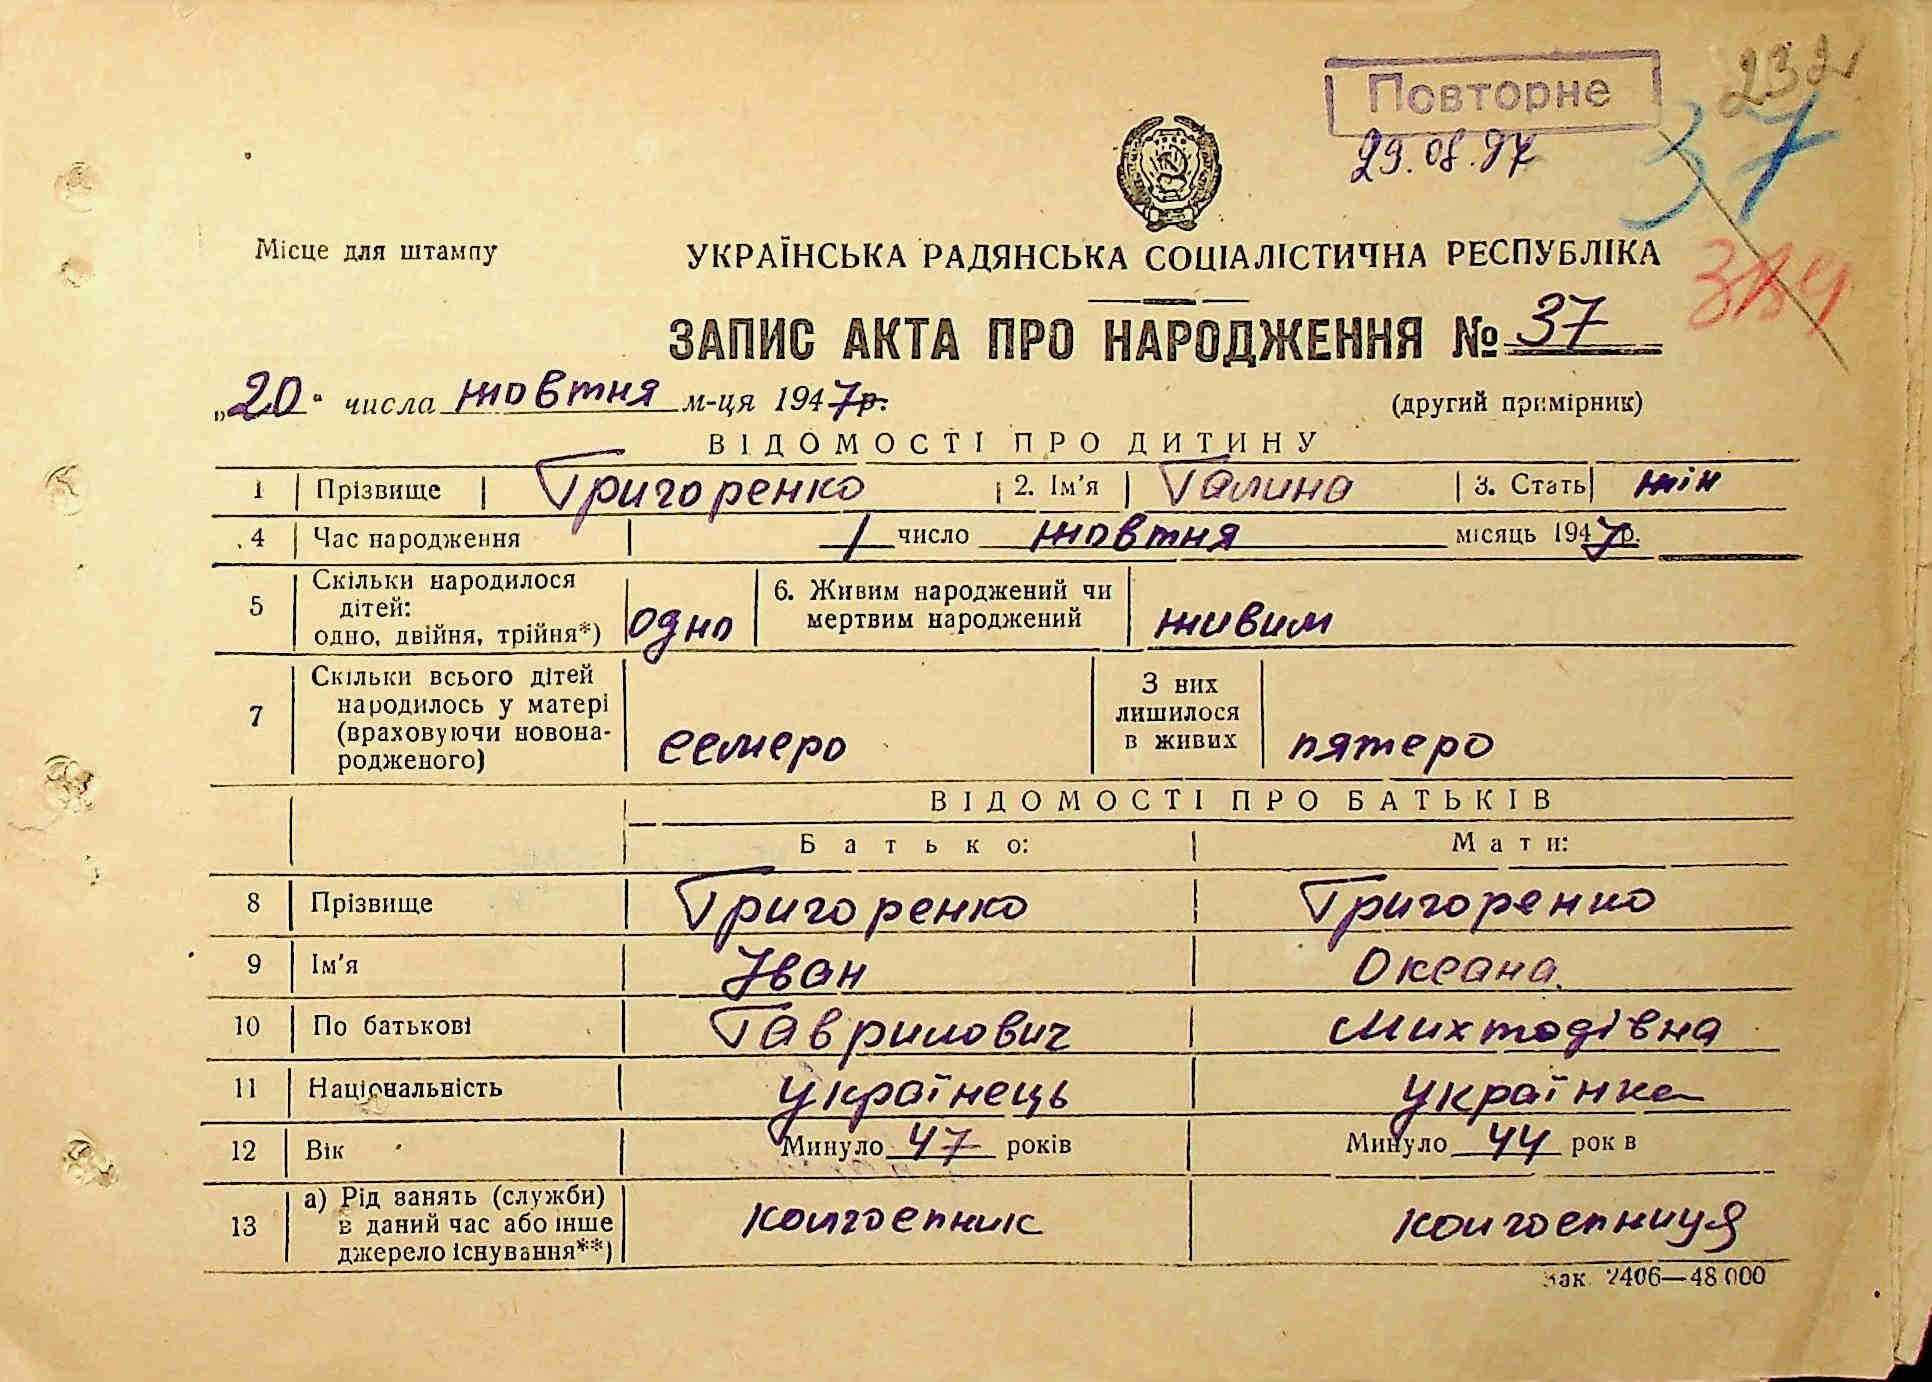 Повторне
232
29.08.97
37
384
Місце для штампу
УКРАЇНСЬКА РАДЯНСЬКА СОЦІАЛІСТИЧНА РЕСПУБЛІКА
ЗАПИС АКТА ПРО НАРОДЖЕННЯ № 37
„20" числа жовтня м-ця 1947р.
(другий примірник)
ВІДОМОСТІ ПРО ДИТИНУ
1 Прізвище Григоренко 2. Ім'я Галина 3. Стать жін
4 Час народження 1 число жовтня місяць 1947р.
5 Скільки народилося дітей: одно, двійня, трійня*) одно 6. Живим народжений чи мертвим народжений живим
7 Скільки всього дітей народилось у матері (враховуючи новонародженого) семеро З них лишилося в живих пятеро
ВІДОМОСТІ ПРО БАТЬКІВ
Батько: Мати:
8 Прізвище Григоренко Григоренко
9 Ім'я Іван Оксана.
10 По батькові Гаврилович Михтодівна
11 Національність українець українка
12 Вік Минуло 47 років Минуло 44 рок в
13 а) Рід занять (служби) в даний час або інше джерело існування**) колгоспник колгоспниця
Зак. 2406—48 000